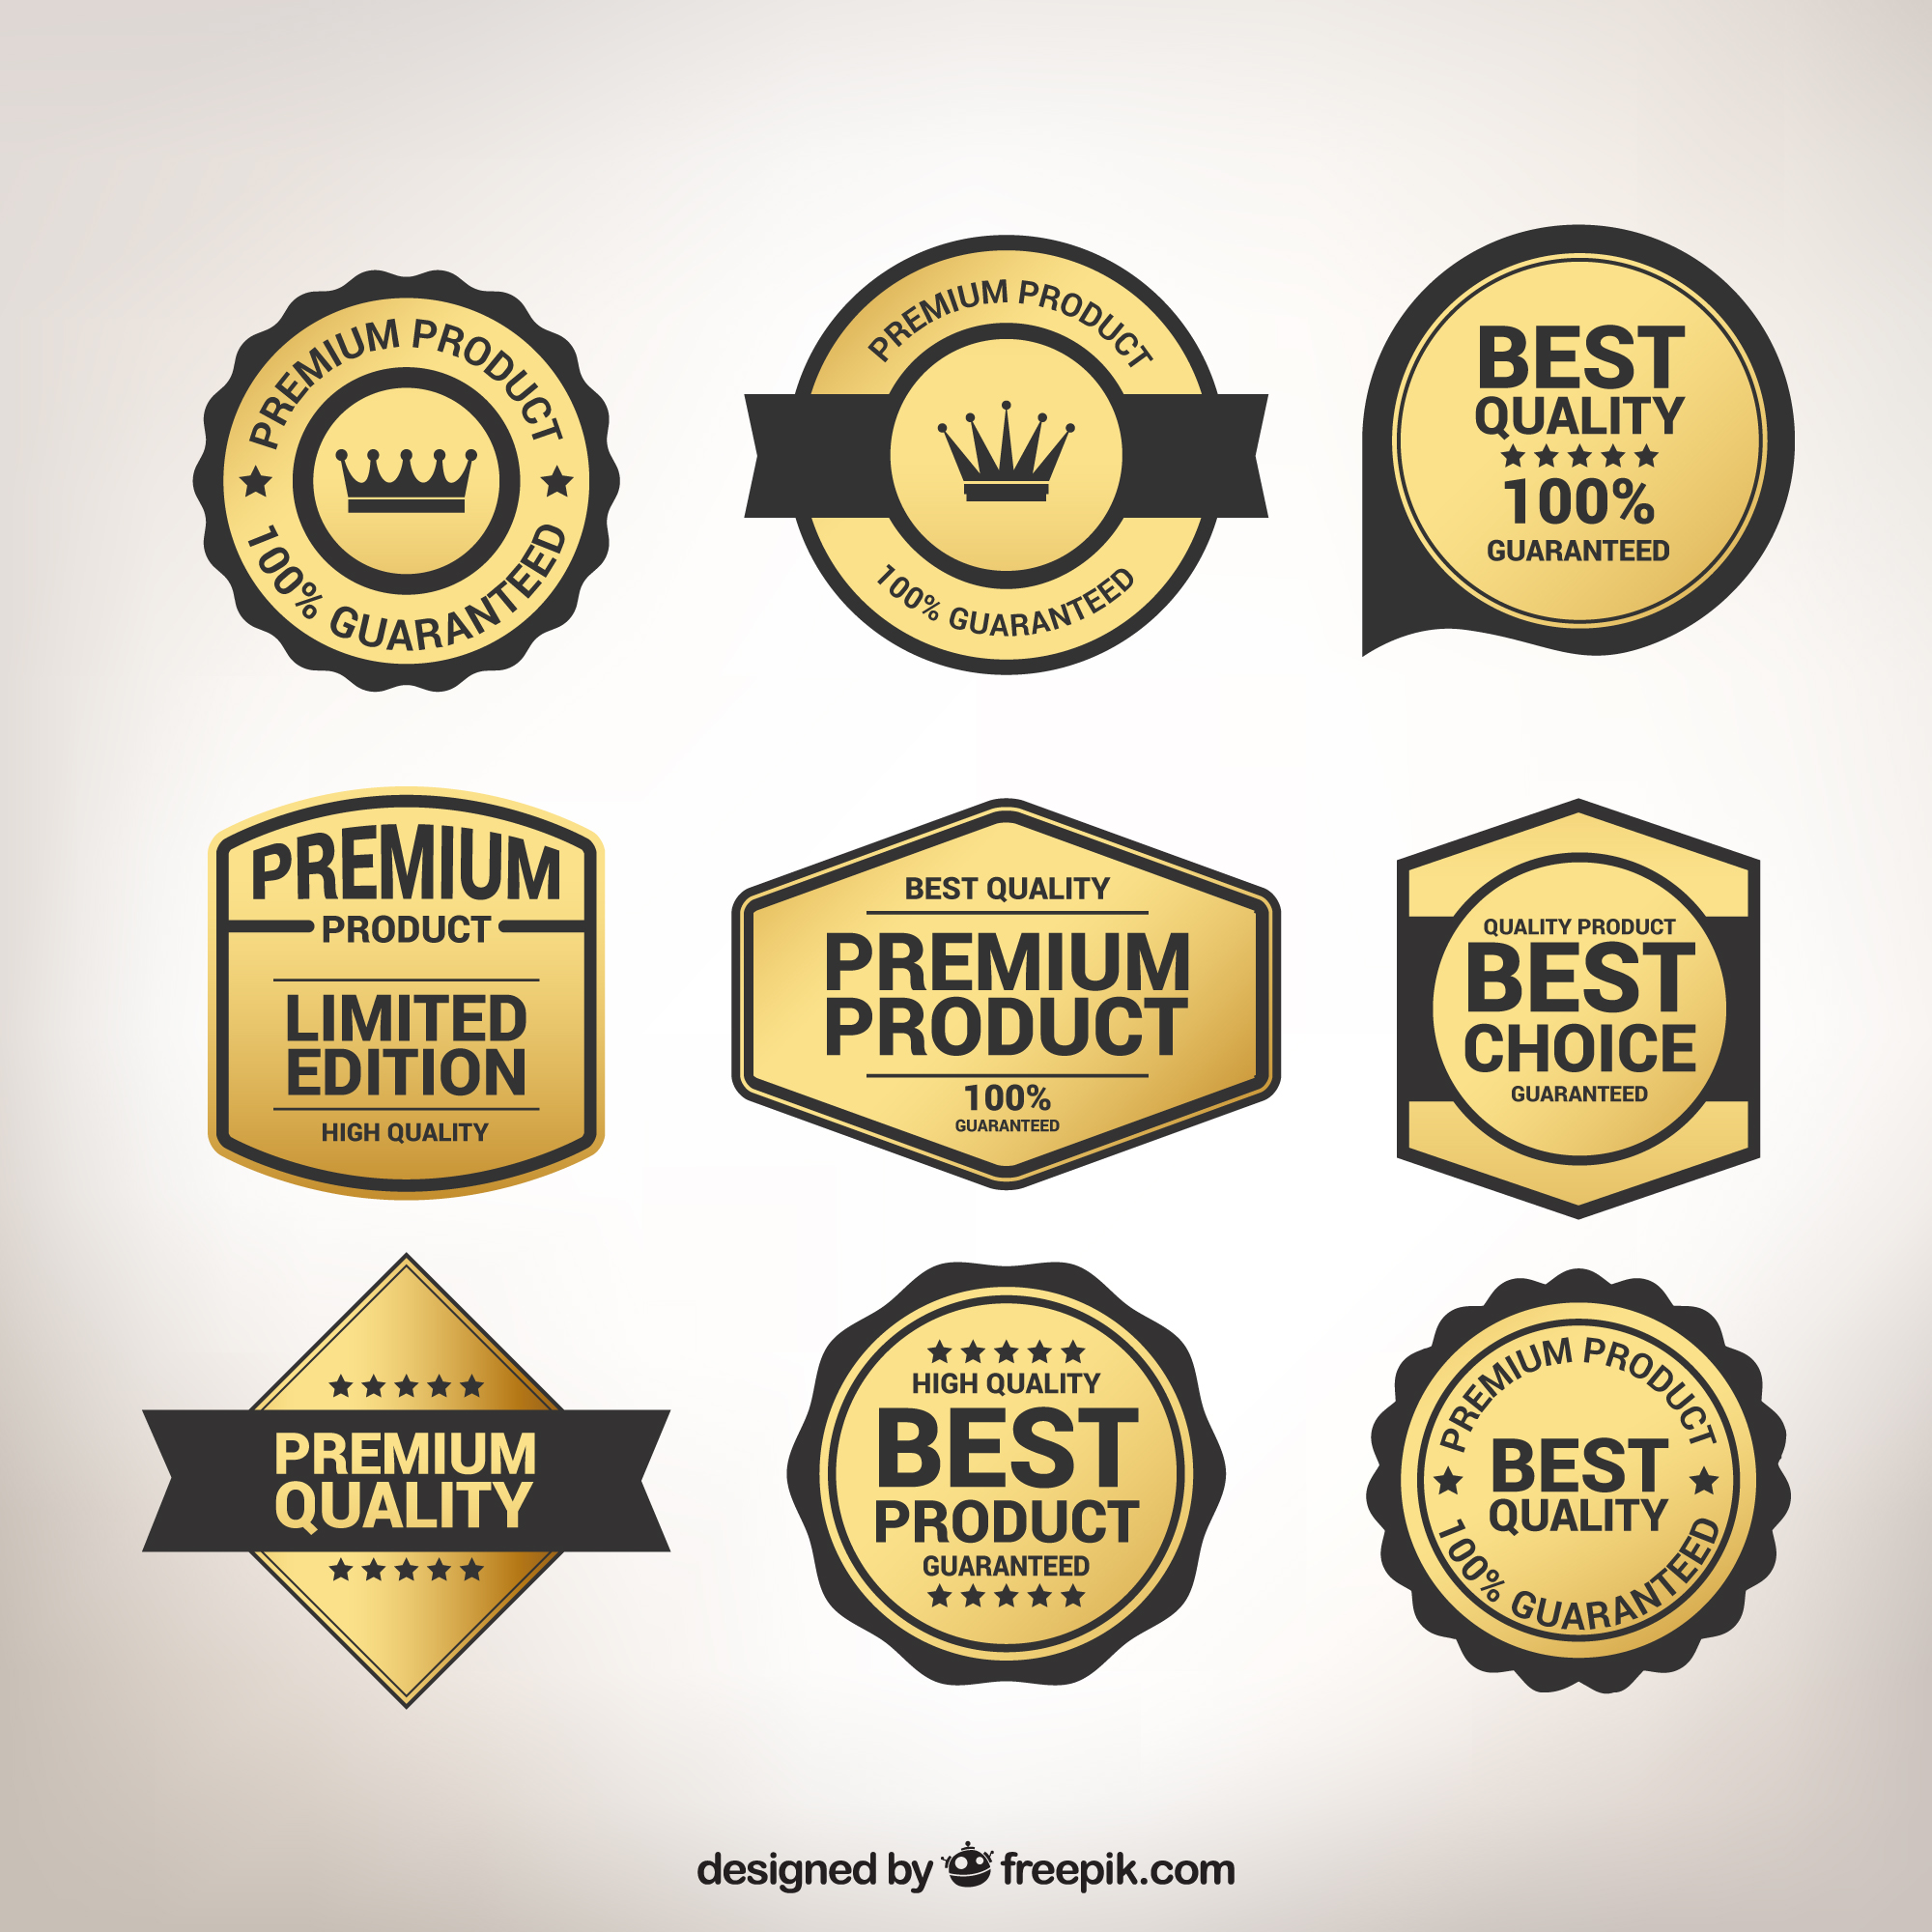 PREMIUM PRODUCT
100% GUARANTEED
PREMIUM PRODUCT
100% GUARANTEED
BEST
QUALITY
100%
GUARANTEED
PREMIUM
PRODUCT
LIMITED
EDITION
HIGH QUALITY
BEST QUALITY
PREMIUM
PRODUCT
100%
GUARANTEED
QUALITY PRODUCT
BEST
CHOICE
GUARANTEED
PREMIUM
QUALITY
HIGH QUALITY
BEST
PRODUCT
GUARANTEED
PREMIUM PRODUCT
BEST
QUALITY
100% GUARANTEED
designed by freepik.com